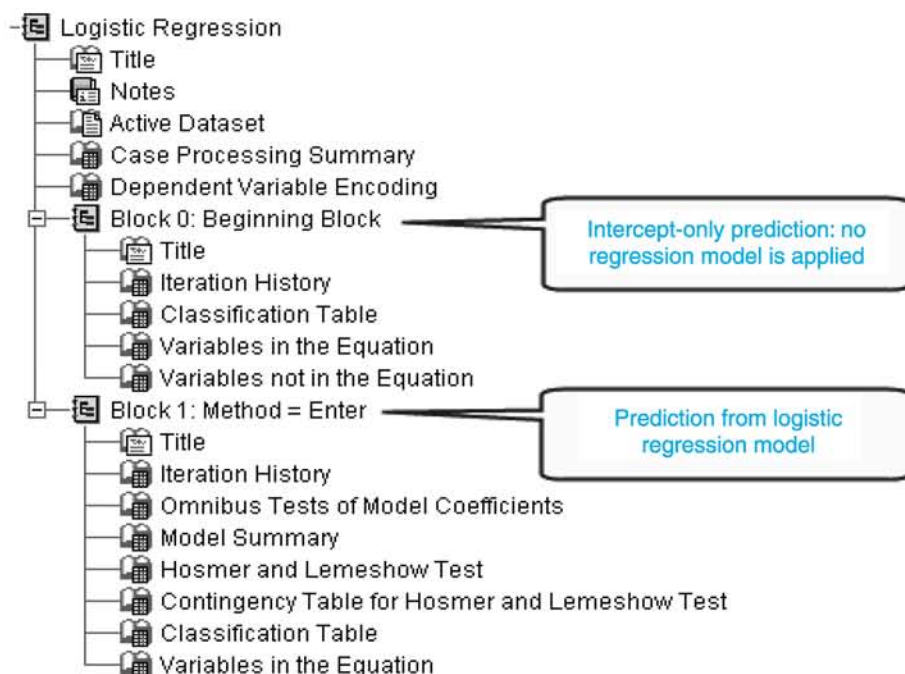 Logistic Regression
Title
Notes
Active Dataset
Case Processing Summary
Dependent Variable Encoding
Block 0: Beginning Block
Intercept-only prediction: no
regression model is applied
Title
Iteration History
Classification Table
Variables in the Equation
Variables not in the Equation
Block 1: Method = Enter
Prediction from logistic
regression model
Title
Iteration History
Omnibus Tests of Model Coefficients
Model Summary
Hosmer and Lemeshow Test
Contingency Table for Hosmer and Lemeshow Test
Classification Table
Variables in the Equation